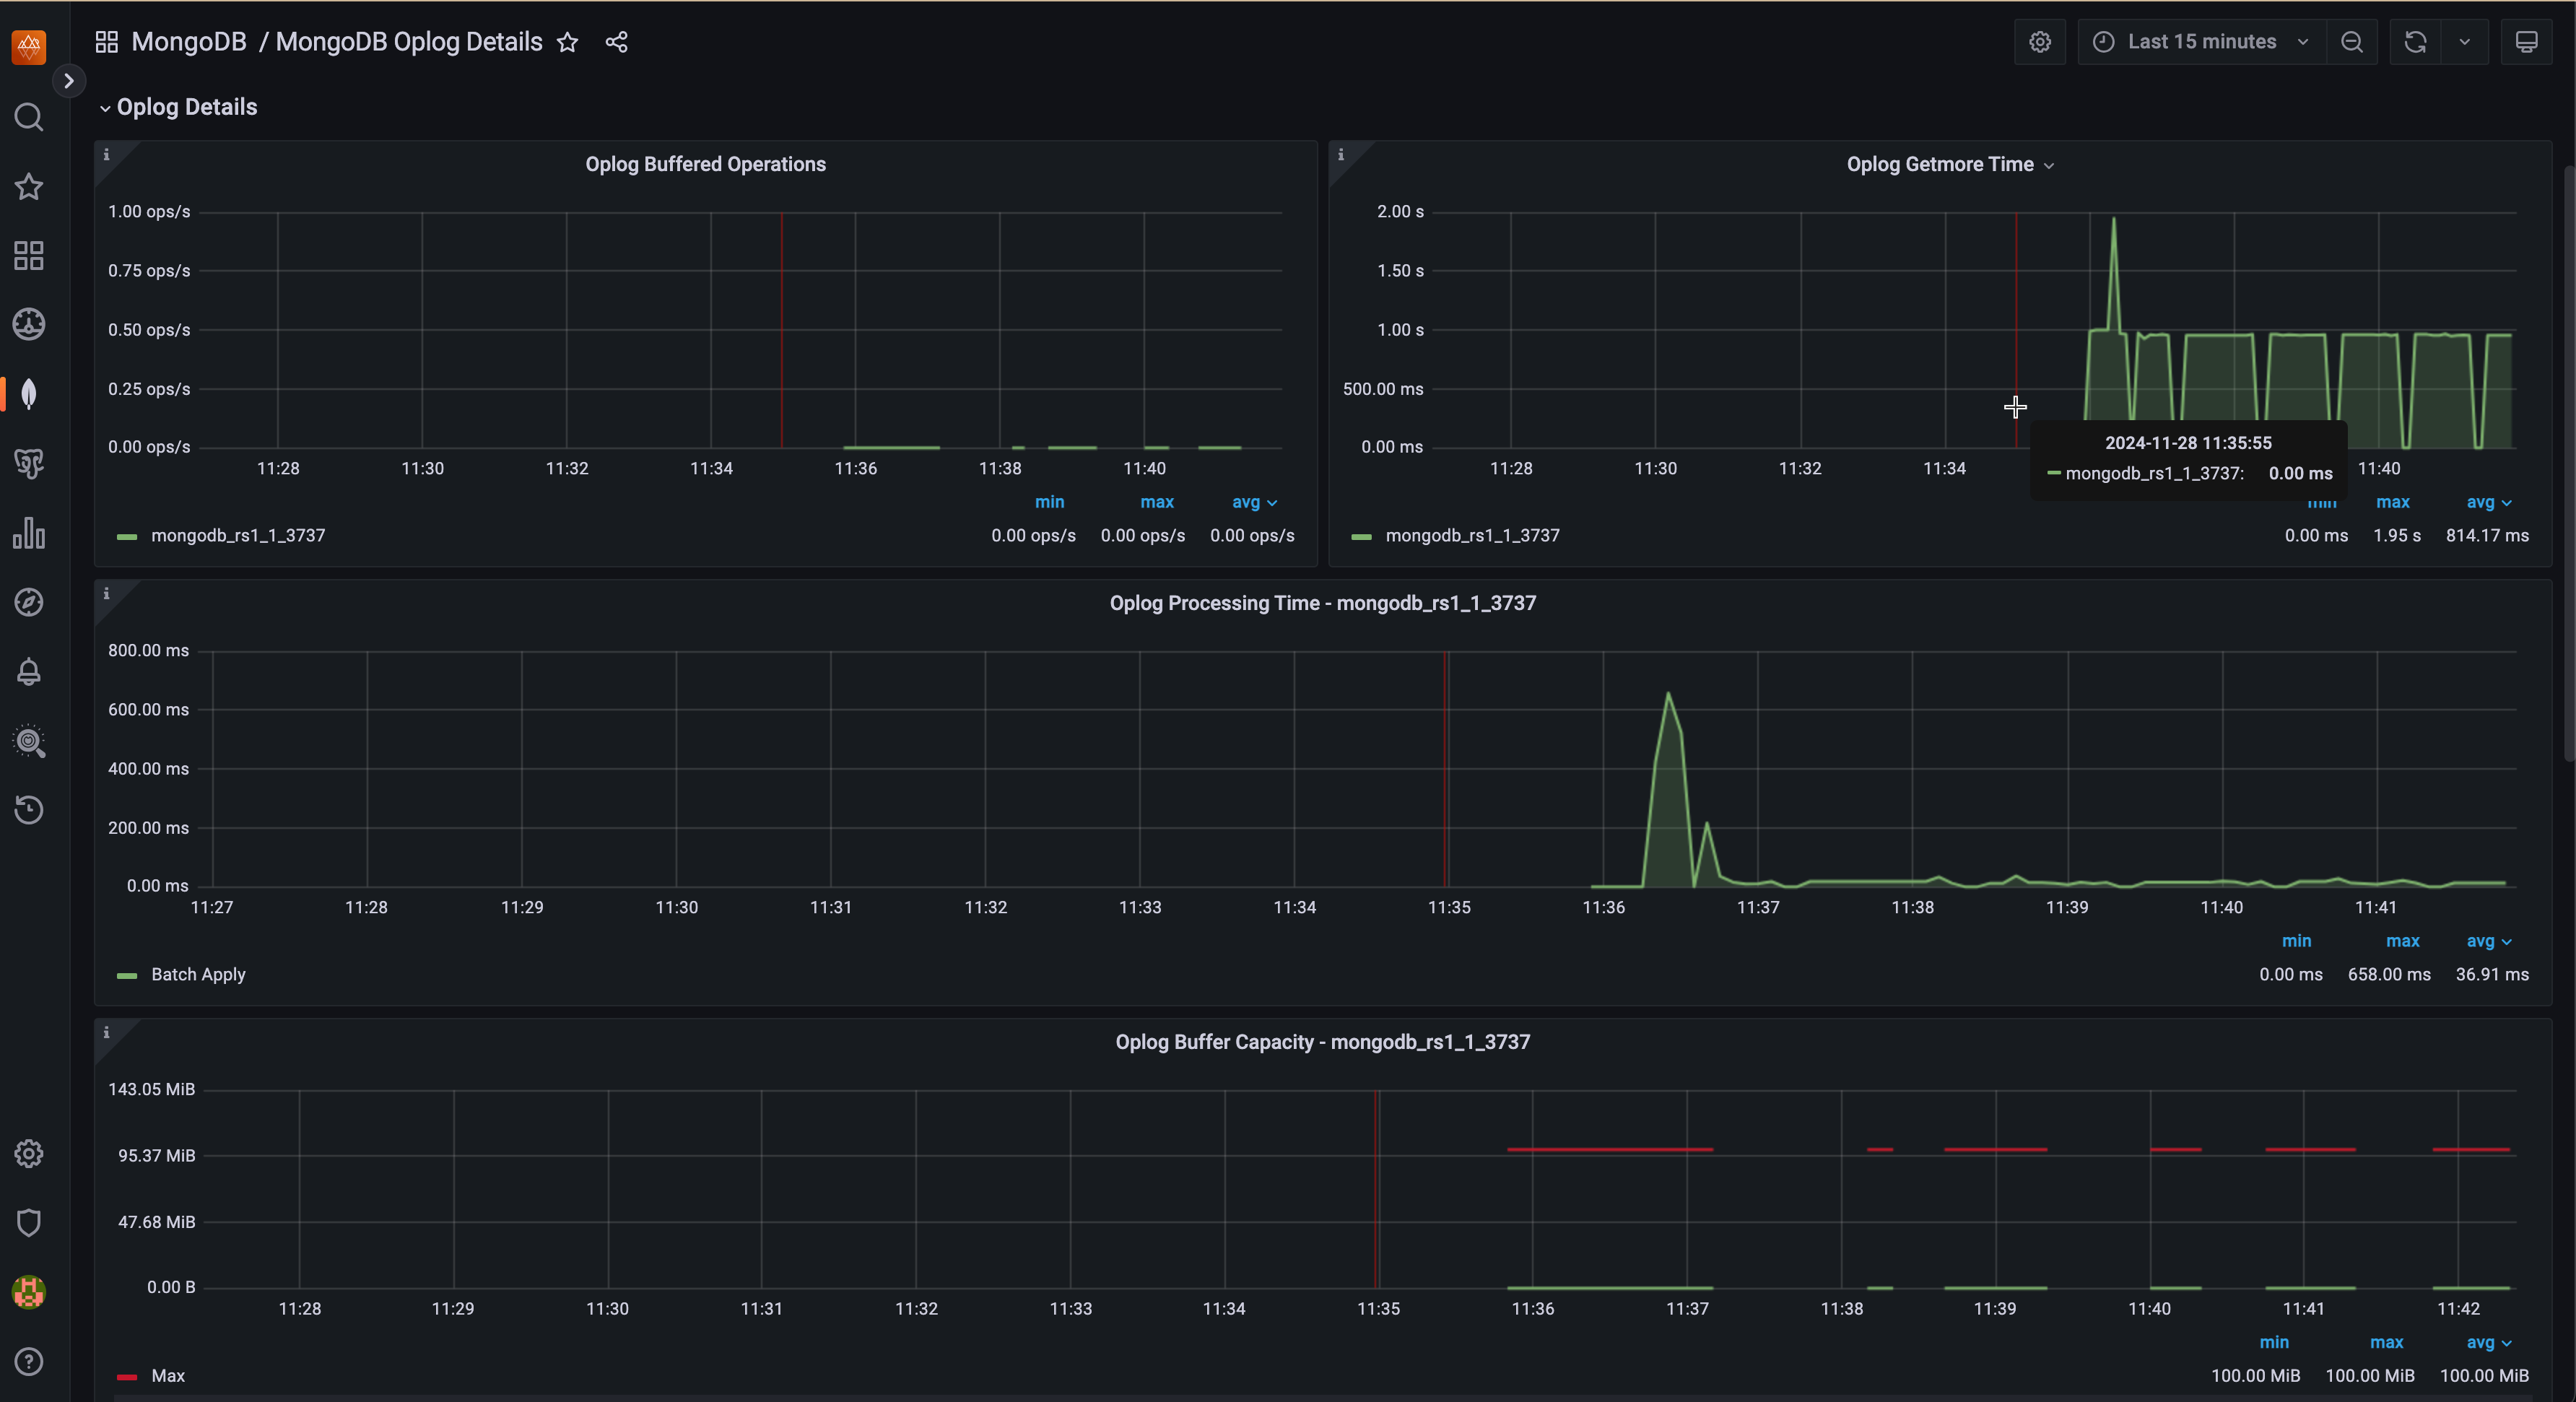 MongoDB / MongoDB Oplog Details
Last 15 minutes
Oplog Details
Oplog Buffered Operations
1.00 ops/s
0.75 ops/s
0.50 ops/s
0.25 ops/s
0.00 ops/s
11:28 11:30 11:32 11:34 11:36 11:38 11:40
min max avg
mongodb_rs1_1_3737 0.00 ops/s 0.00 ops/s 0.00 ops/s
Oplog Getmore Time
2.00 s
1.50 s
1.00 s
500.00 ms
0.00 ms
11:28 11:30 11:32 11:34 11:40
2024-11-28 11:35:55
mongodb_rs1_1_3737: 0.00 ms
min max avg
mongodb_rs1_1_3737 0.00 ms 1.95 s 814.17 ms
Oplog Processing Time - mongodb_rs1_1_3737
800.00 ms
600.00 ms
400.00 ms
200.00 ms
0.00 ms
11:27 11:28 11:29 11:30 11:31 11:32 11:33 11:34 11:35 11:36 11:37 11:38 11:39 11:40 11:41
min max avg
Batch Apply 0.00 ms 658.00 ms 36.91 ms
Oplog Buffer Capacity - mongodb_rs1_1_3737
143.05 MiB
95.37 MiB
47.68 MiB
0.00 B
11:28 11:29 11:30 11:31 11:32 11:33 11:34 11:35 11:36 11:37 11:38 11:39 11:40 11:41 11:42
min max avg
Max 100.00 MiB 100.00 MiB 100.00 MiB